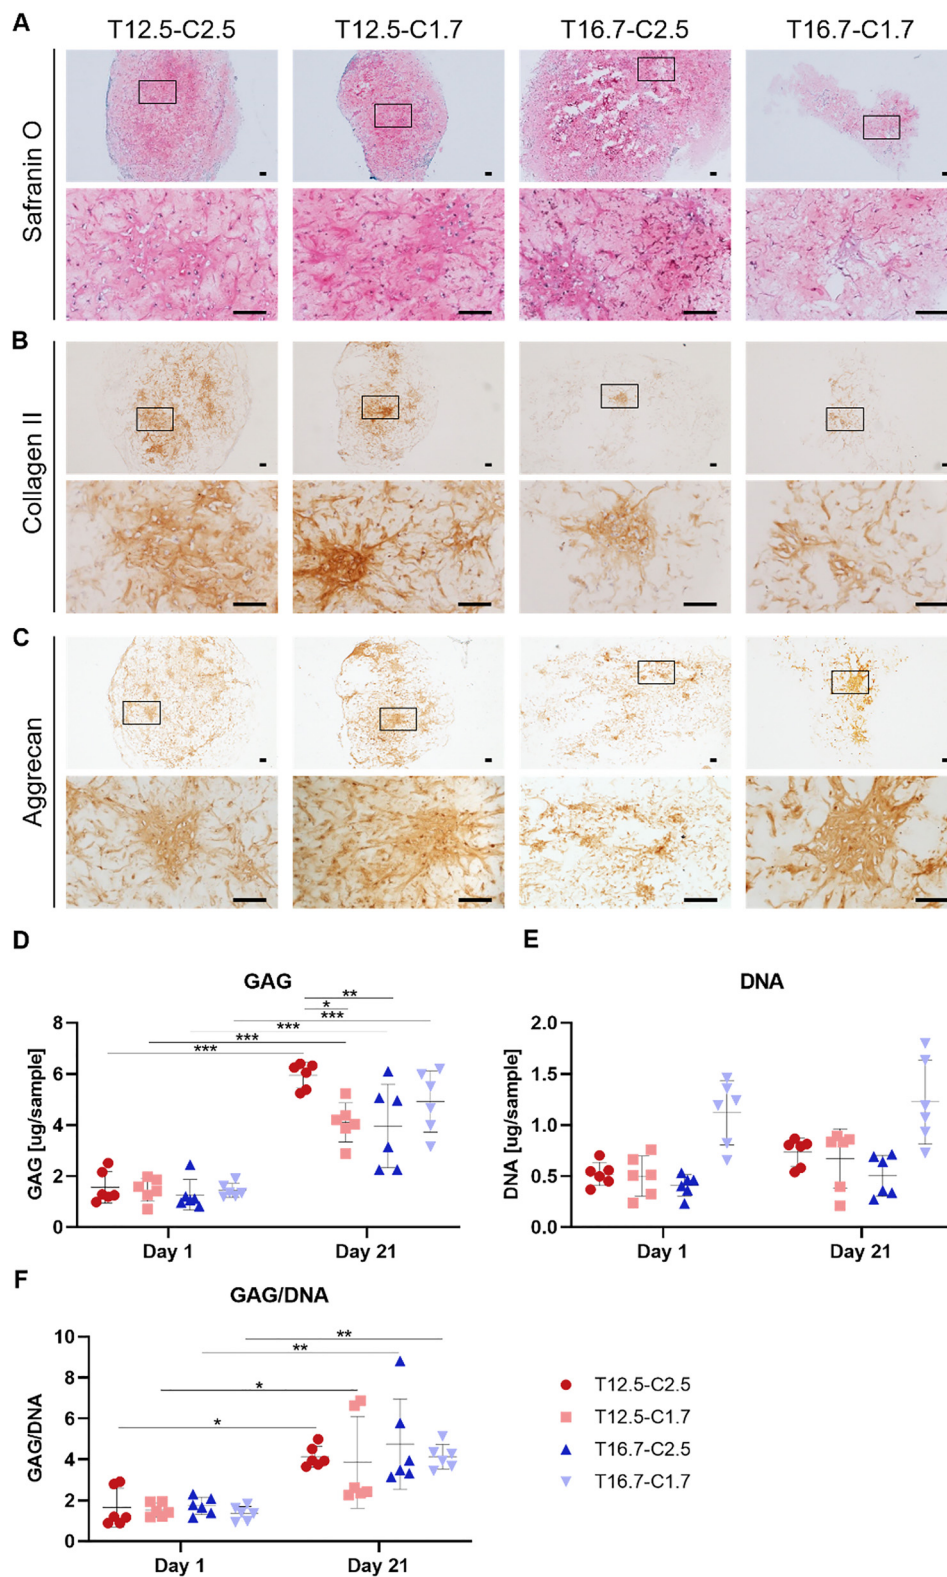 A
T12.5-C2.5 T12.5-C1.7 T16.7-C2.5 T16.7-C1.7
Safranin O
B
Collagen II
C
Aggrecan
D
GAG
**
*
***
***
***
***
8
6
4
2
0
GAG [ug/sample]
Day 1 Day 21
E
DNA
2.0
1.5
1.0
0.5
0.0
DNA [ug/sample]
Day 1 Day 21
F
GAG/DNA
**
**
*
*
10
8
6
4
2
0
GAG/DNA
Day 1 Day 21
T12.5-C2.5
T12.5-C1.7
T16.7-C2.5
T16.7-C1.7